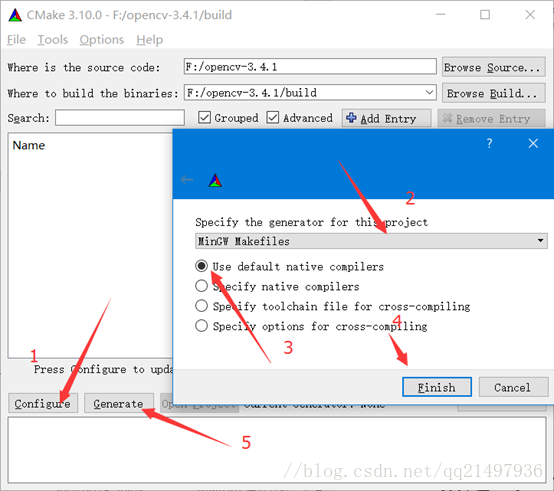 CMake 3.10.0 - F:/opencv-3.4.1/build
File Tools Options Help
Where is the source code: F:/opencv-3.4.1 Browse Source...
Where to build the binaries: F:/opencv-3.4.1/build Browse Build...
Search: Grouped Advanced Add Entry Remove Entry
Name
?
2
Specify the generator for this project
MinGW Makefiles
Use default native compilers
Specify native compilers
Specify toolchain file for cross-compiling
Specify options for cross-compiling
3
4
1
Press Configure to upda
Finish Cancel
Configure Generate Open Project Current Generator: None
5
//blog.csdn.net/qq21497936